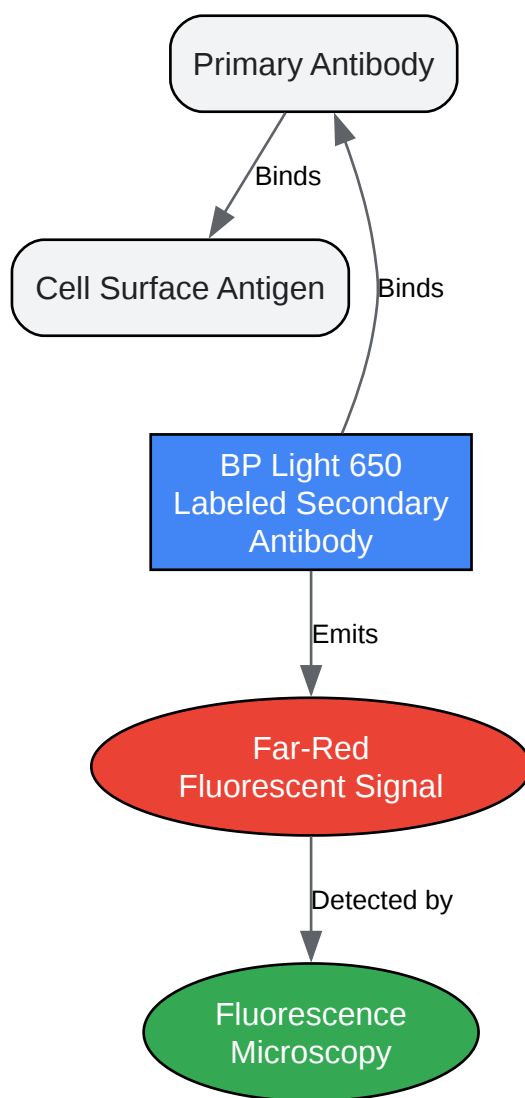 Primary Antibody
Binds
Cell Surface Antigen
Binds
BP Light 650
Labeled Secondary
Antibody
Emits
Far-Red
Fluorescent Signal
Detected by
Fluorescence
Microscopy